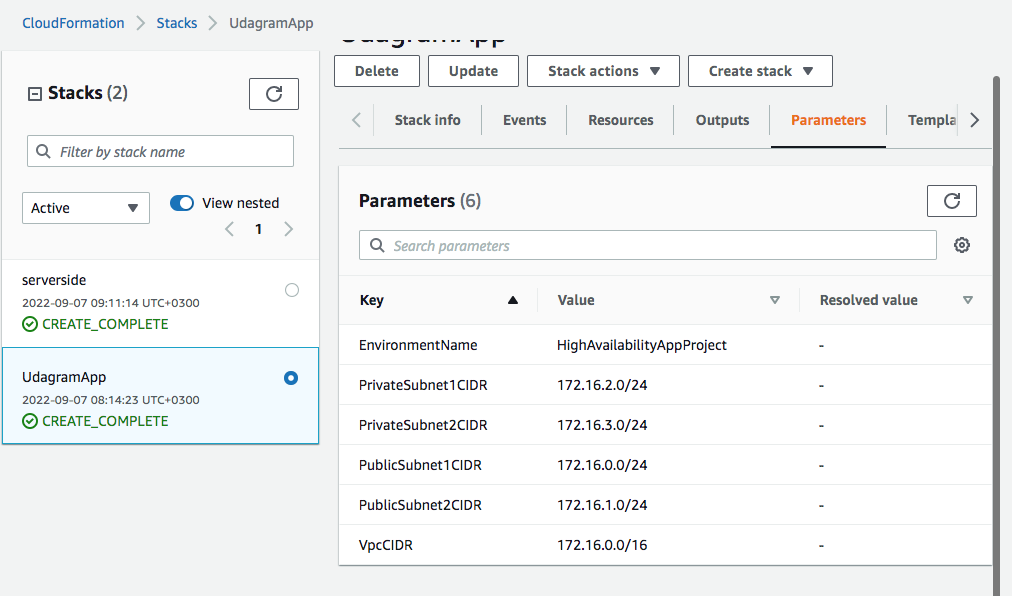 CloudFormation > Stacks > UdagramApp
Stacks (2)
Filter by stack name
Active
View nested
1
serverside
2022-09-07 09:11:14 UTC+0300
CREATE_COMPLETE
UdagramApp
2022-09-07 08:14:23 UTC+0300
CREATE_COMPLETE
UdagramApp
Delete Update Stack actions Create stack
Stack info Events Resources Outputs Parameters Templa
Parameters (6)
Search parameters
Key Value Resolved value
EnvironmentName HighAvailabilityAppProject -
PrivateSubnet1CIDR 172.16.2.0/24 -
PrivateSubnet2CIDR 172.16.3.0/24 -
PublicSubnet1CIDR 172.16.0.0/24 -
PublicSubnet2CIDR 172.16.1.0/24 -
VpcCIDR 172.16.0.0/16 -